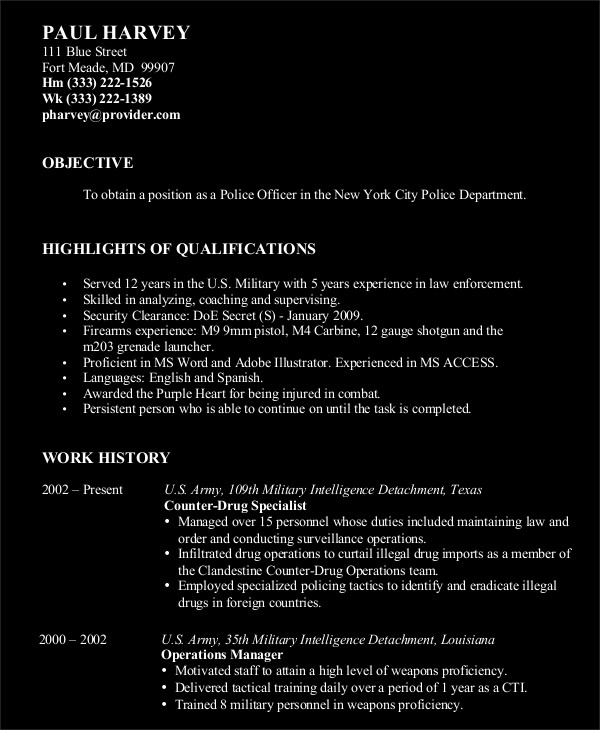 PAUL HARVEY
111 Blue Street
Fort Meade, MD  99907
Hm (333) 222-1526
Wk (333) 222-1389
pharvey@provider.com
OBJECTIVE
To obtain a position as a Police Officer in the New York City Police Department.
HIGHLIGHTS OF QUALIFICATIONS
• Served 12 years in the U.S. Military with 5 years experience in law enforcement.
• Skilled in analyzing, coaching and supervising.
• Security Clearance: DoE Secret (S) - January 2009.
• Firearms experience: M9 9mm pistol, M4 Carbine, 12 gauge shotgun and the
m203 grenade launcher.
• Proficient in MS Word and Adobe Illustrator. Experienced in MS ACCESS.
• Languages: English and Spanish.
• Awarded the Purple Heart for being injured in combat.
• Persistent person who is able to continue on until the task is completed.
WORK HISTORY
2002 – Present U.S. Army, 109th Military Intelligence Detachment, Texas
Counter-Drug Specialist
• Managed over 15 personnel whose duties included maintaining law and
order and conducting surveillance operations.
• Infiltrated drug operations to curtail illegal drug imports as a member of
the Clandestine Counter-Drug Operations team.
• Employed specialized policing tactics to identify and eradicate illegal
drugs in foreign countries.
2000 – 2002 U.S. Army, 35th Military Intelligence Detachment, Louisiana
Operations Manager
• Motivated staff to attain a high level of weapons proficiency.
• Delivered tactical training daily over a period of 1 year as a CTI.
• Trained 8 military personnel in weapons proficiency.